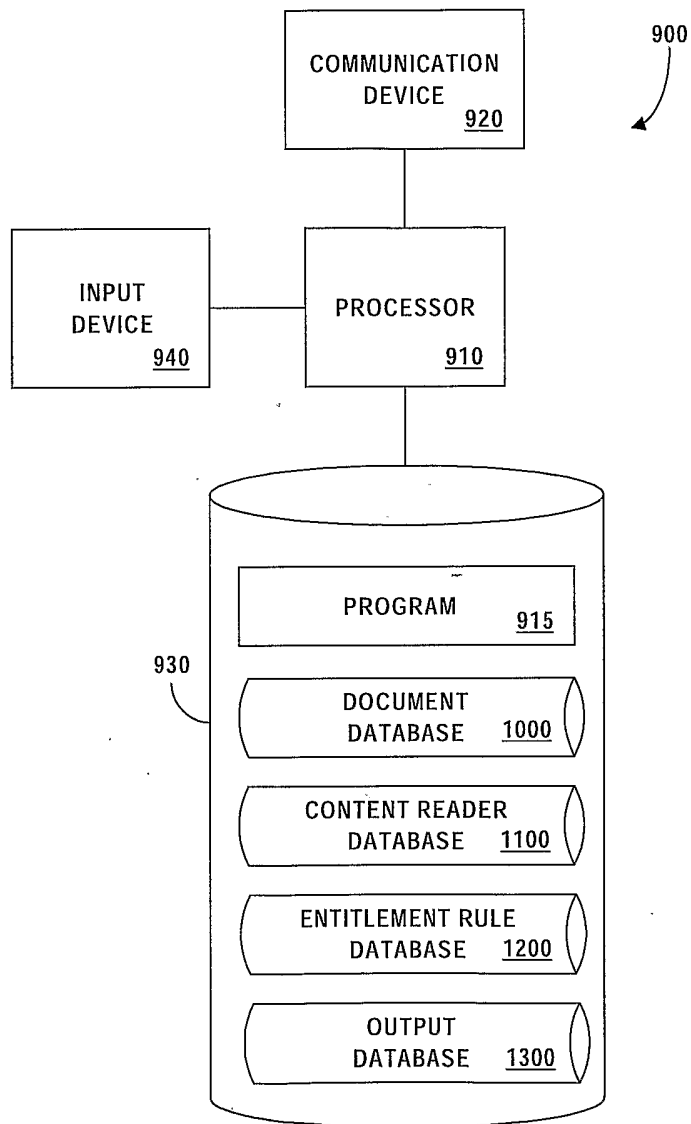 900
COMMUNICATION
DEVICE
920
INPUT
DEVICE
940
PROCESSOR
910
PROGRAM
915
930
DOCUMENT
DATABASE 1000
CONTENT READER
DATABASE 1100
ENTITLEMENT RULE
DATABASE 1200
OUTPUT
DATABASE 1300